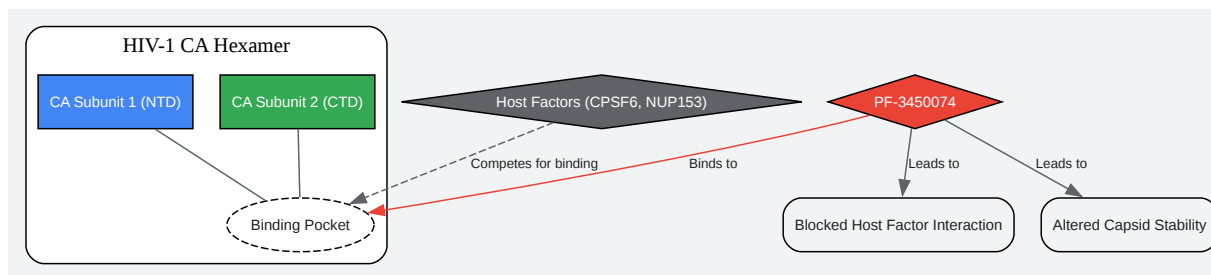 HIV-1 CA Hexamer
CA Subunit 1 (NTD)
CA Subunit 2 (CTD)
Host Factors (CPSF6, NUP153)
PF-3450074
Competes for binding
Binds to
Leads to
Leads to
Binding Pocket
Blocked Host Factor Interaction
Altered Capsid Stability